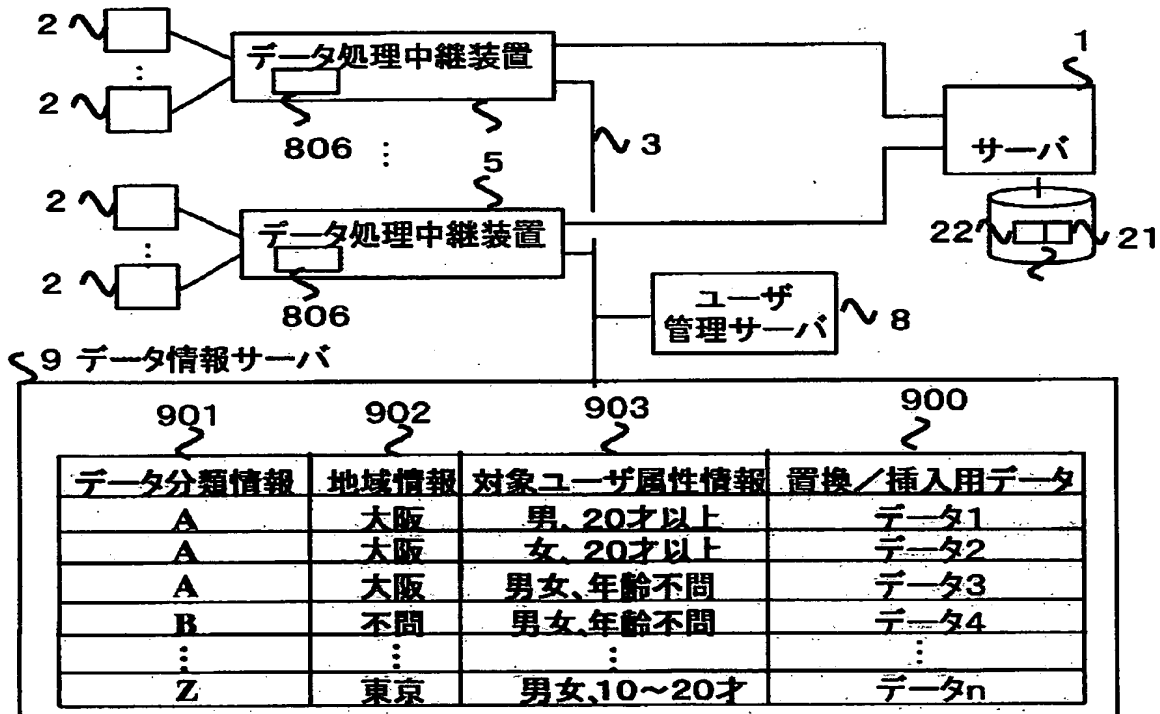 2
データ処理中継装置
1
2
806
5
3
サーバ
2
データ処理中継装置
22
21
2
806
ユーザ
管理サーバ
8
9 データ情報サーバ
901 902 903 900
データ分類情報 地域情報 対象ユーザ属性情報 置換/挿入用データ
A 大阪 男、20才以上 データ1
A 大阪 女、20才以上 データ2
A 大阪 男女、年齢不問 データ3
B 不問 男女、年齢不問 データ4
Z 東京 男女、10〜20才 データn